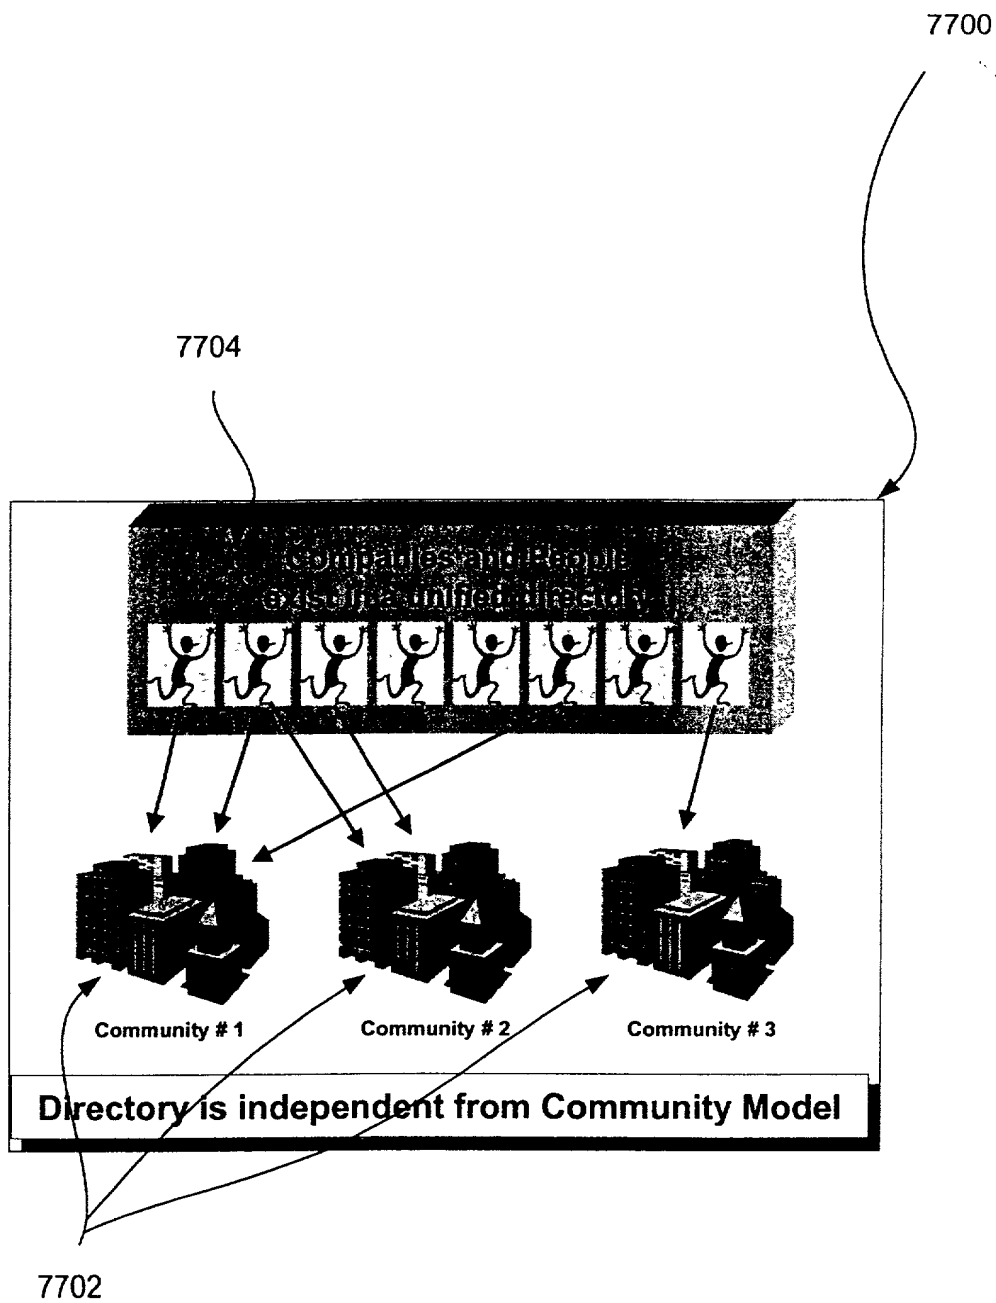 7700
7704
Companies and People
exist in a unified directory
Community # 1
Community # 2
Community # 3
Directory is independent from Community Model
7702